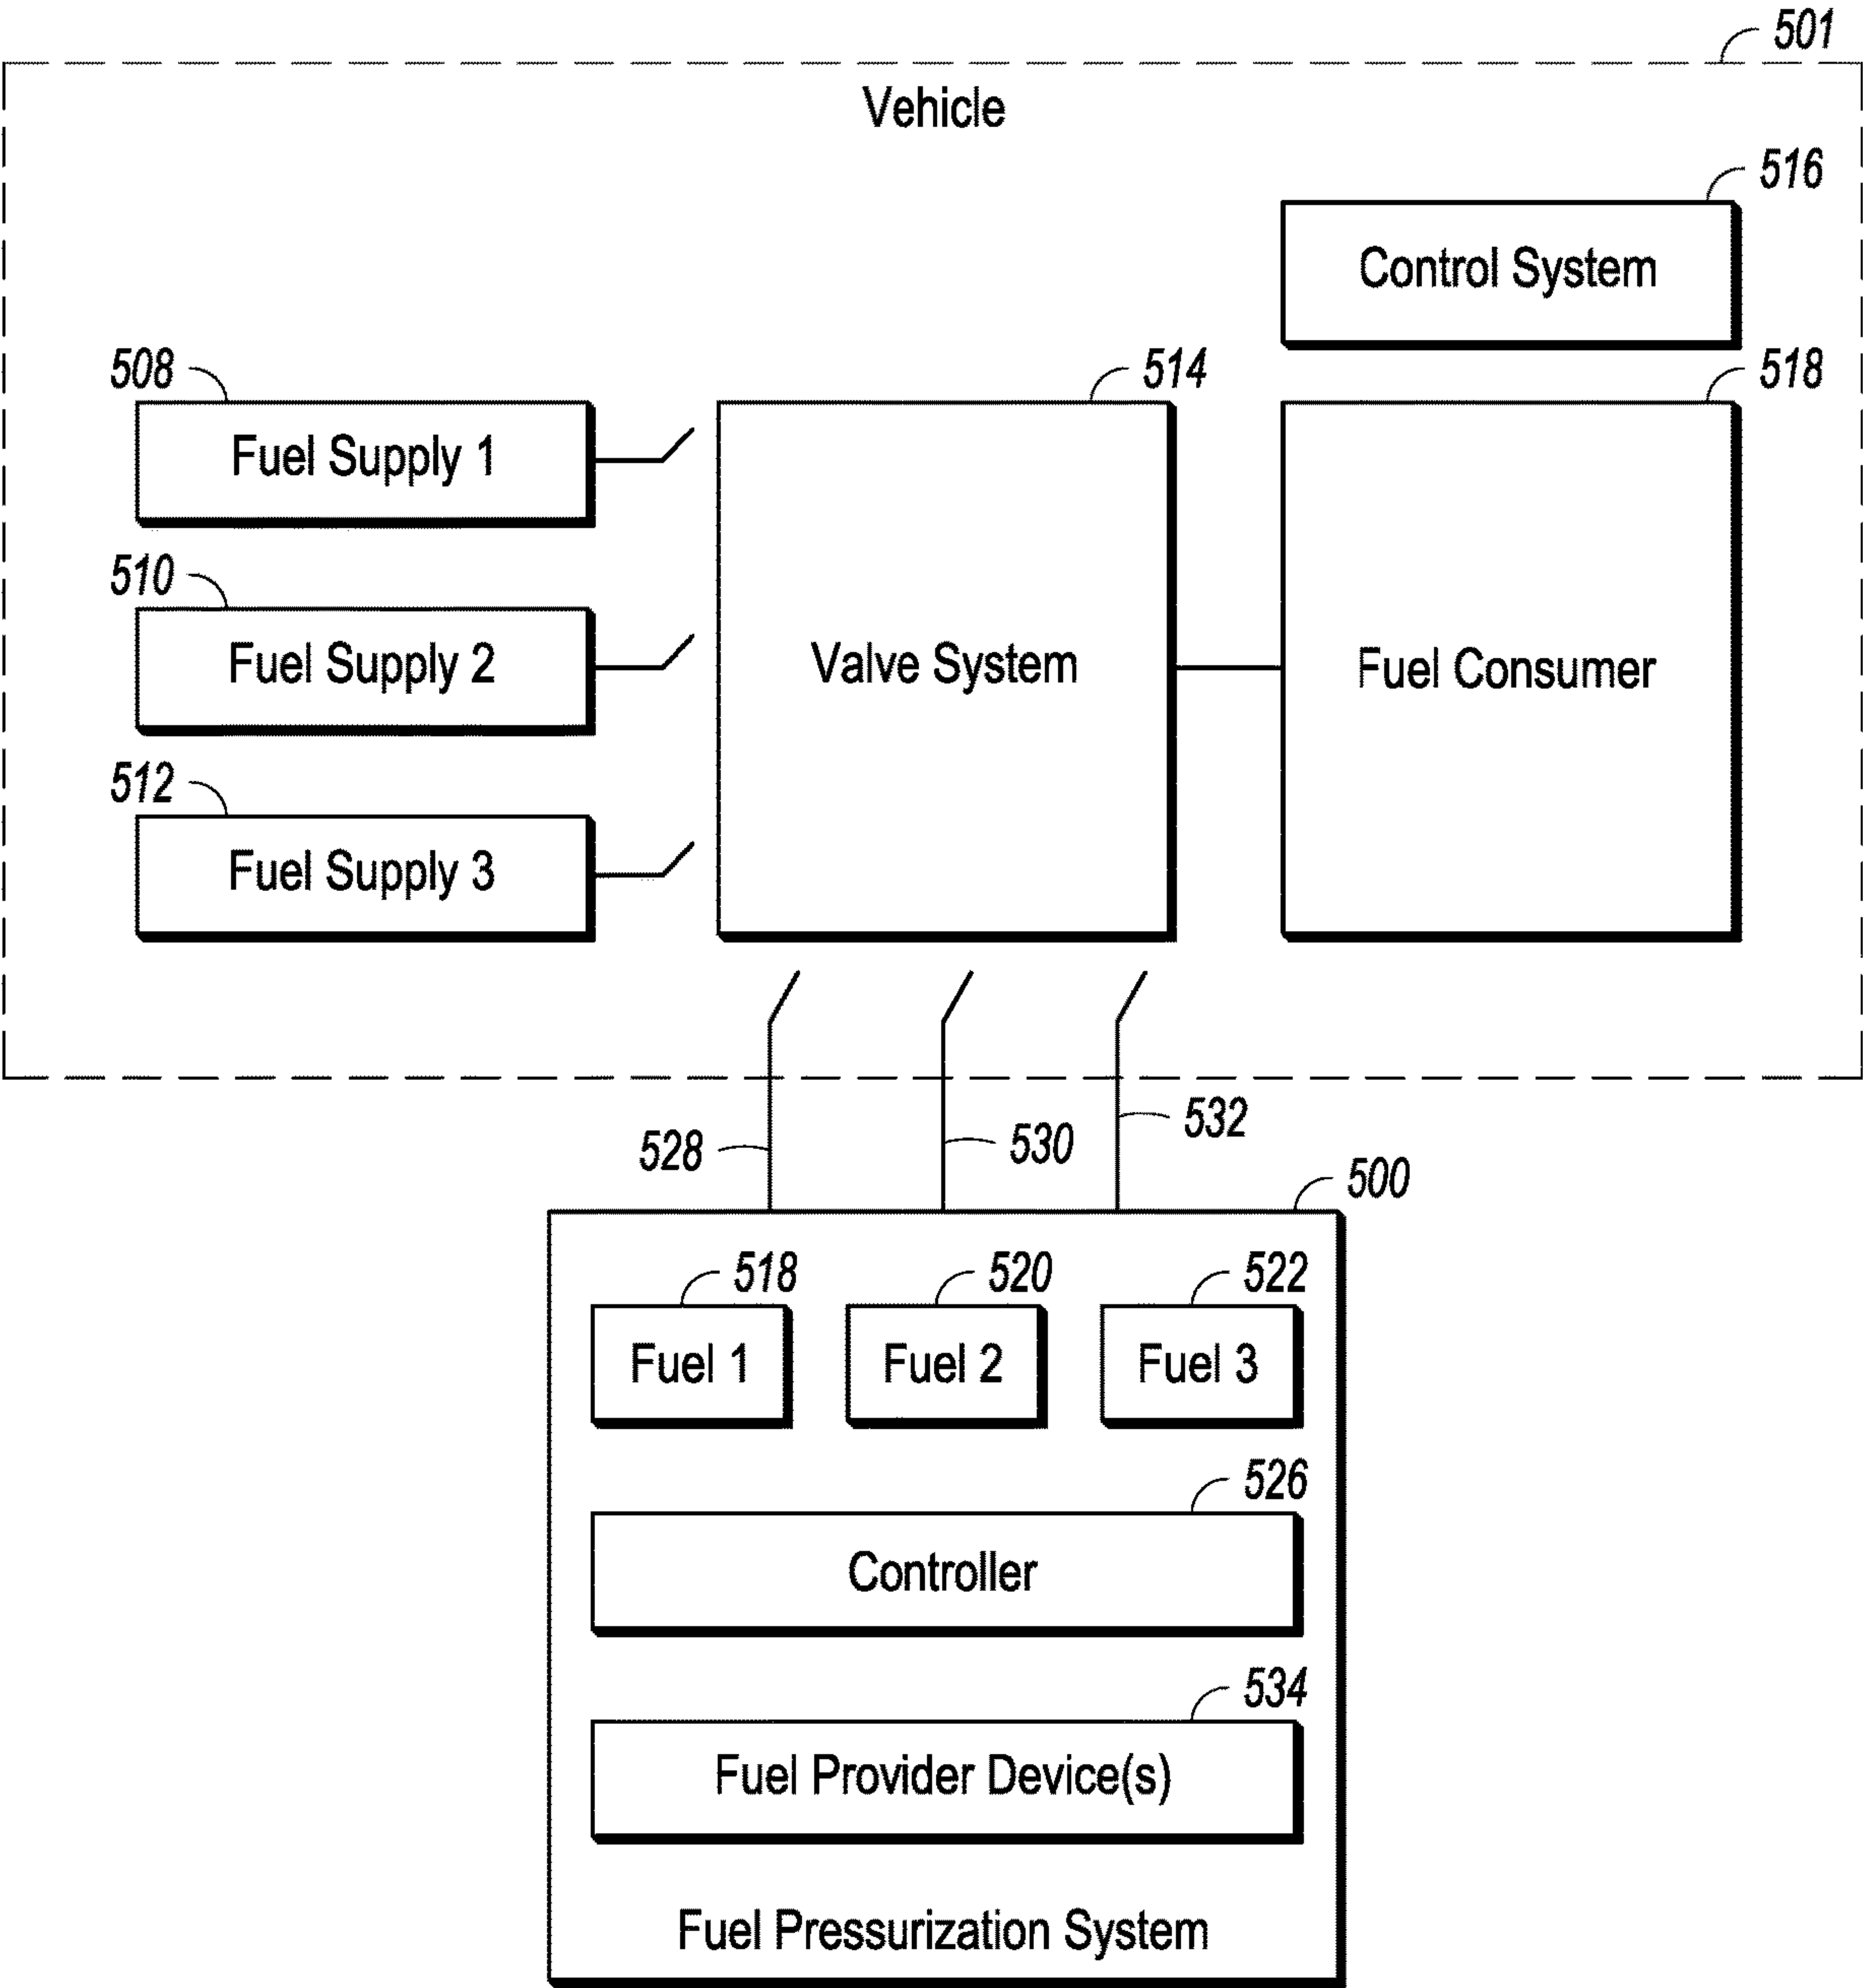 501
Vehicle
516
Control System
508
514
518
Fuel Supply 1
510
Fuel Supply 2
Valve System
Fuel Consumer
512
Fuel Supply 3
528
530
532
500
518
520
522
Fuel 1
Fuel 2
Fuel 3
526
Controller
534
Fuel Provider Device(s)
Fuel Pressurization System